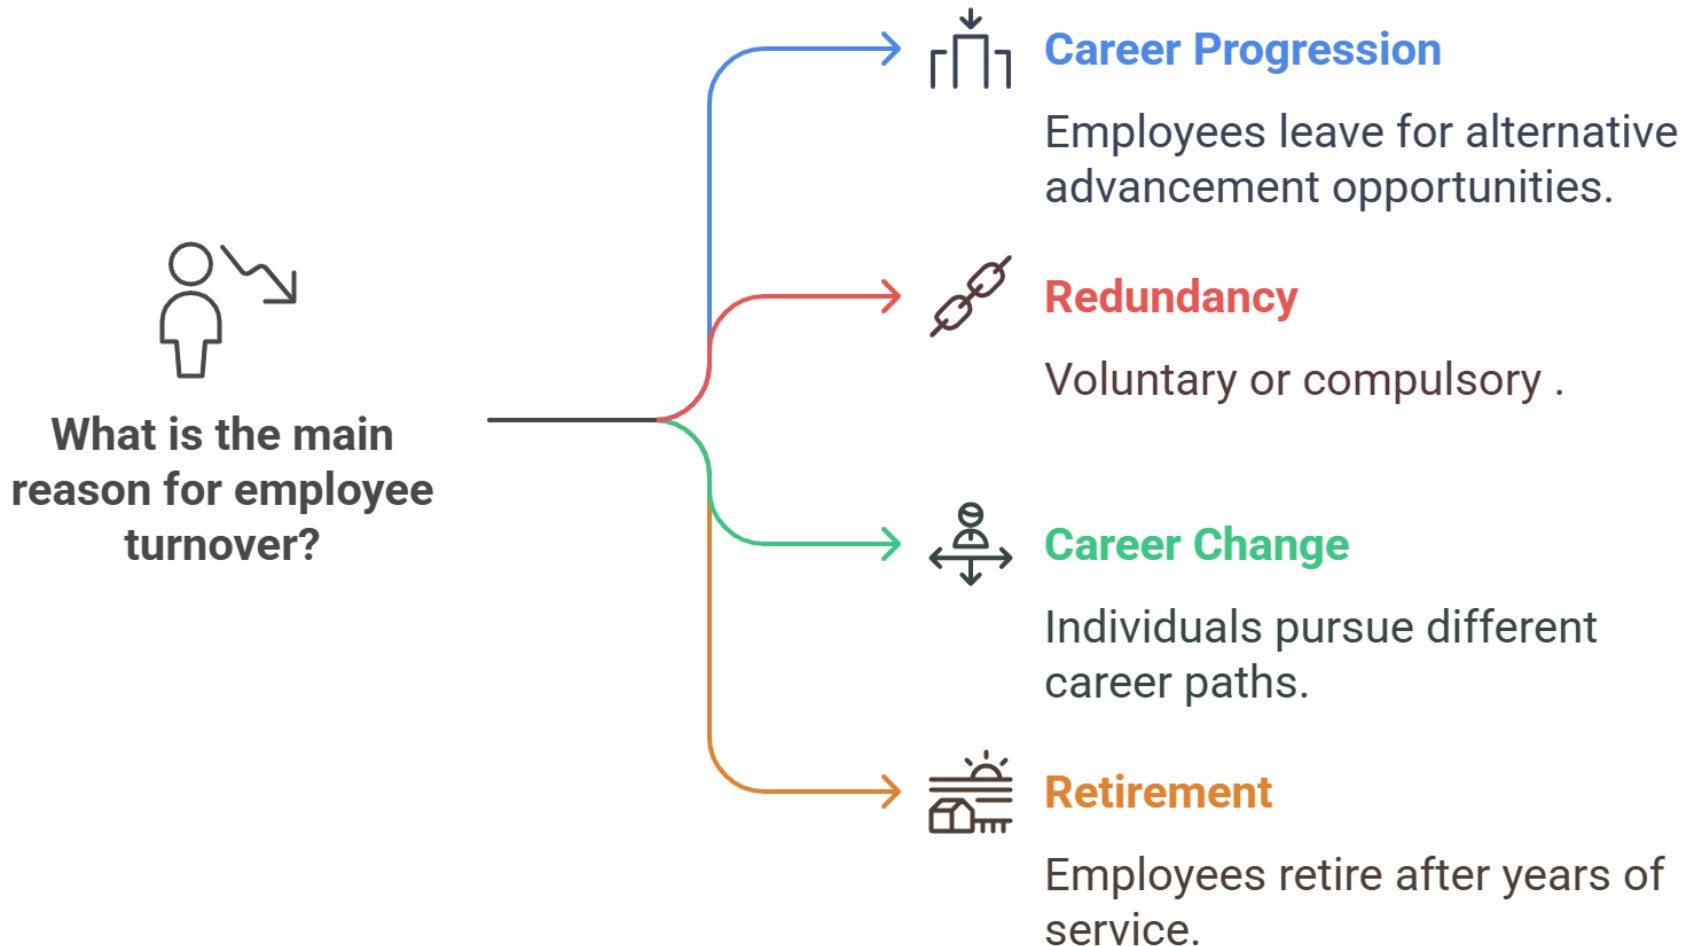 What is the main
reason for employee
turnover?
Career Progression
Employees leave for alternative
advancement opportunities.
Redundancy
Voluntary or compulsory .
Career Change
Individuals pursue different
career paths.
Retirement
Employees retire after years of
service.